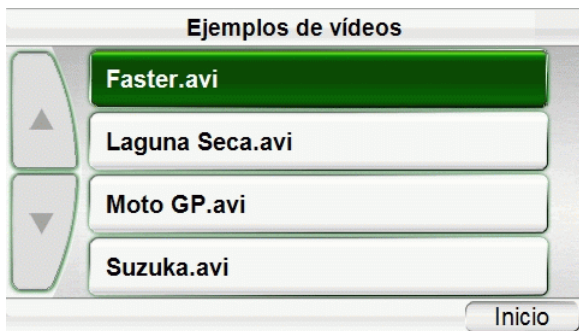 Ejemplos de vídeos
Faster.avi
Laguna Seca.avi
Moto GP.avi
Suzuka.avi
Inicio